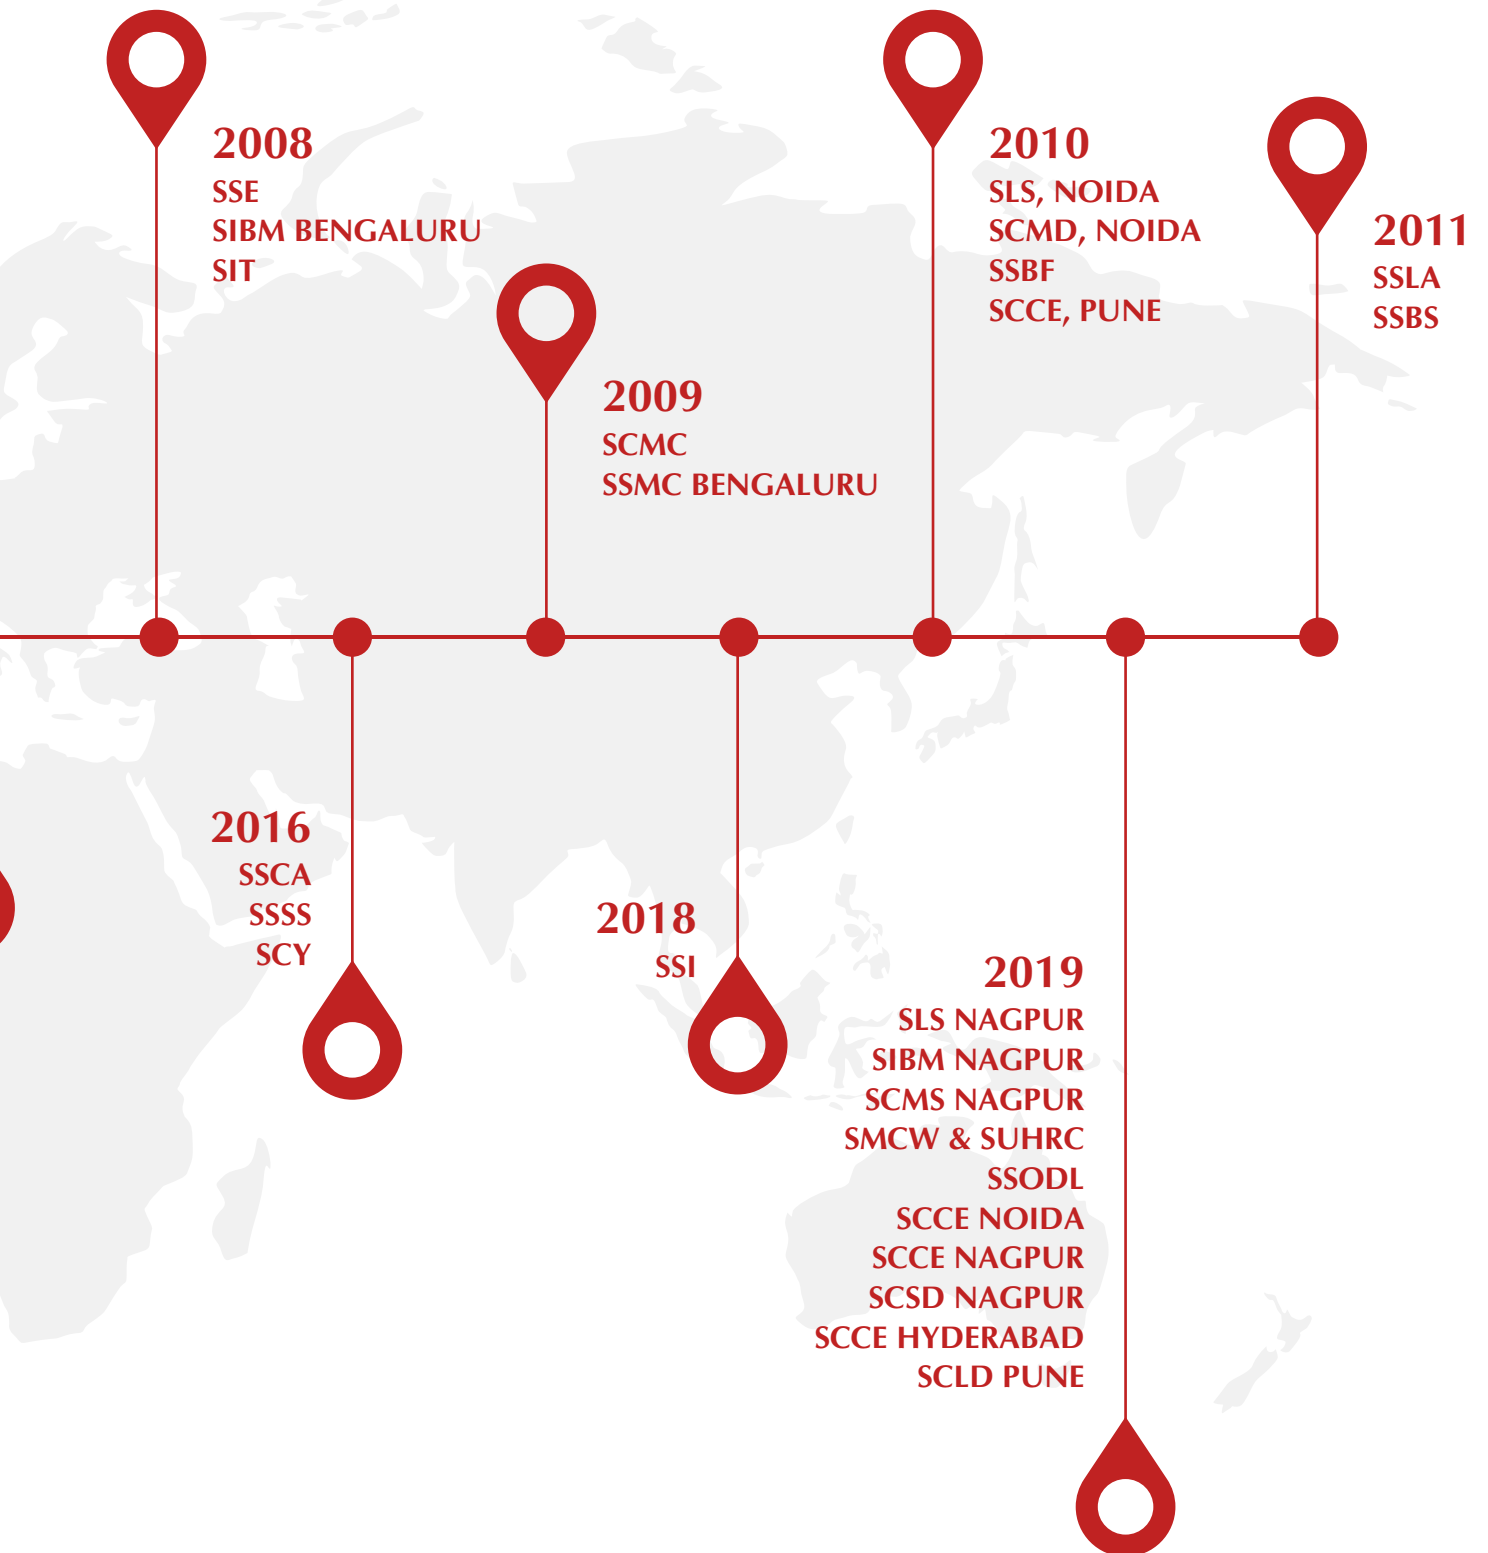 2008
SSE
SIBM BENGALURU
SIT
2009
SCMC
SSMC BENGALURU
2010
SLS, NOIDA
SCMD, NOIDA
SSBF
SCCE, PUNE
2011
SSLA
SSBS
2016
SSCA
SSSS
SCY
2018
SSI
2019
SLS NAGPUR
SIBM NAGPUR
SCMS NAGPUR
SMCW & SUHRC
SSODL
SCCE NOIDA
SCCE NAGPUR
SCSD NAGPUR
SCCE HYDERABAD
SCLD PUNE